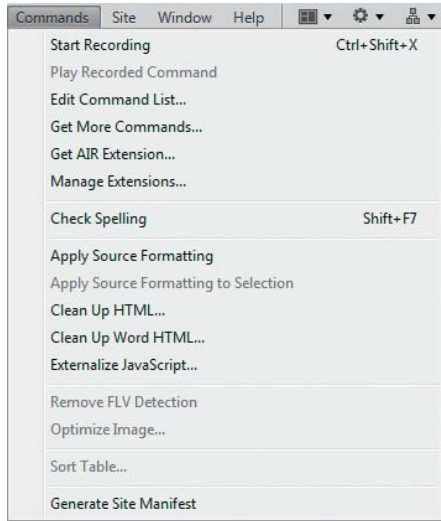 Commands Site Window Help
Start Recording Ctrl+Shift+X
Play Recorded Command
Edit Command List...
Get More Commands...
Get AIR Extension...
Manage Extensions...
Check Spelling Shift+F7
Apply Source Formatting
Apply Source Formatting to Selection
Clean Up HTML...
Clean Up Word HTML...
Externalize JavaScript...
Remove FLV Detection
Optimize Image...
Sort Table...
Generate Site Manifest